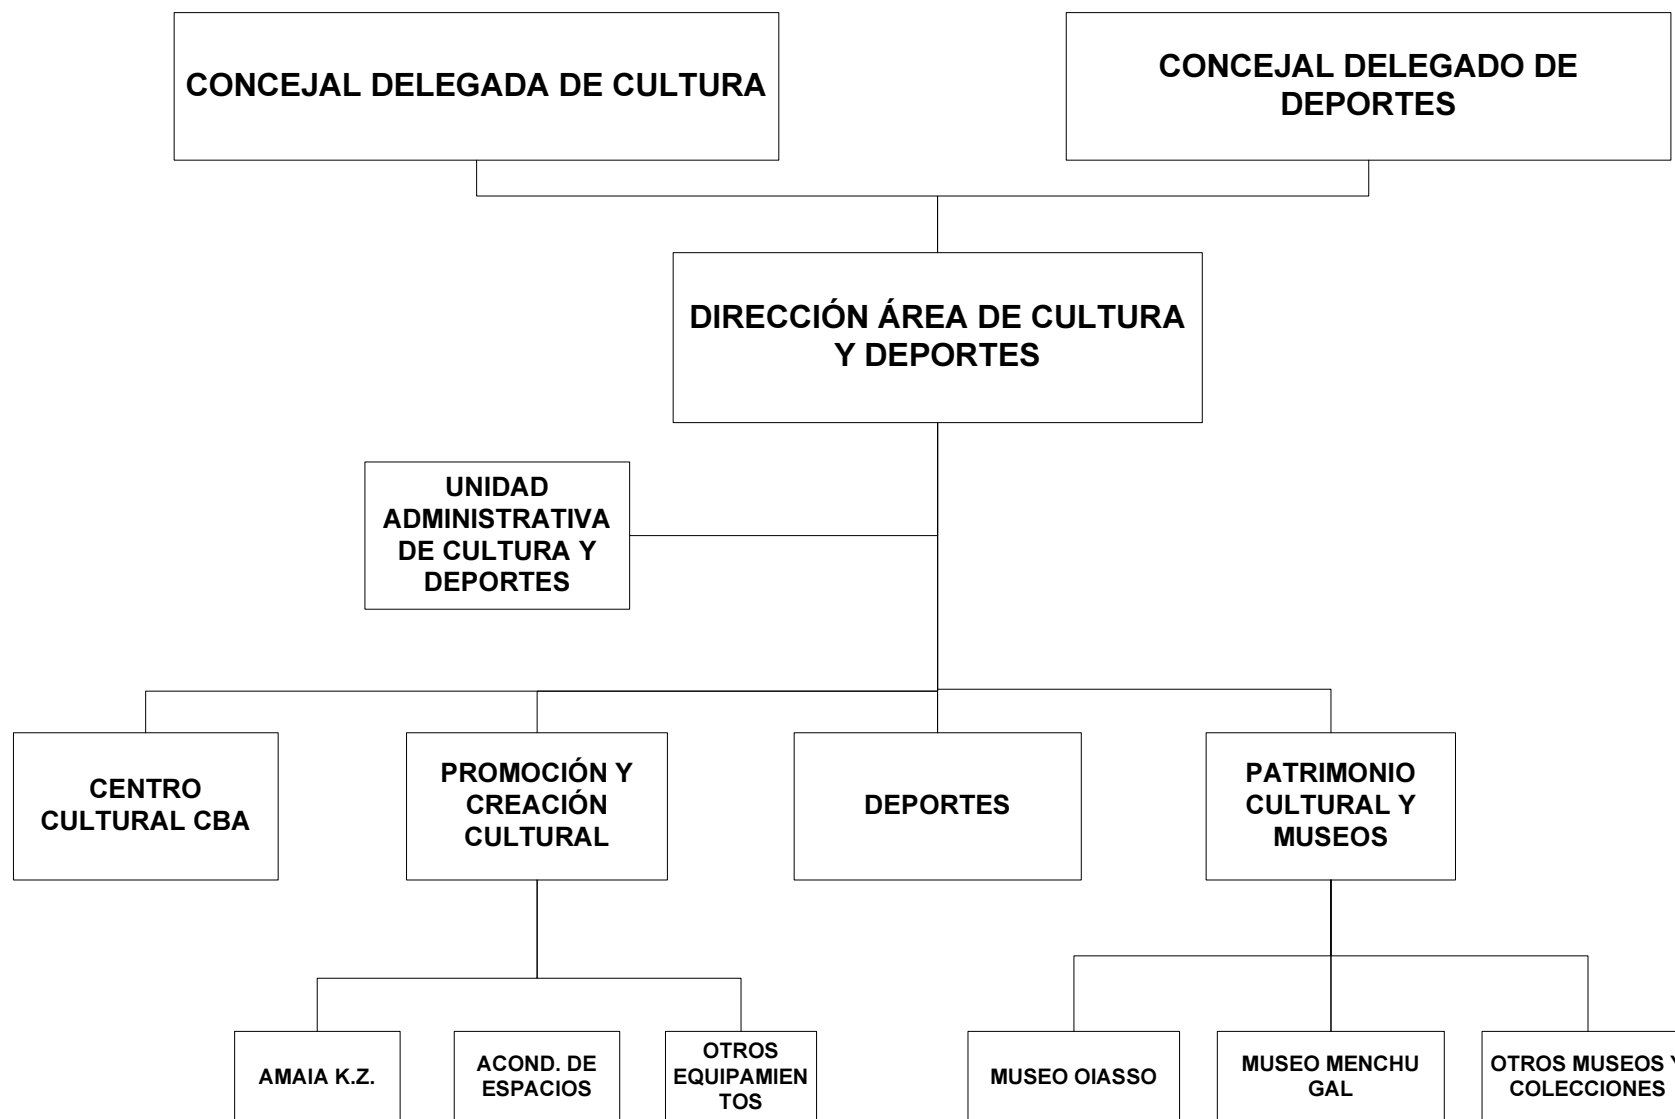 CONCEJAL DELEGADA DE CULTURA
CONCEJAL DELEGADO DE
DEPORTES
DIRECCIÓN ÁREA DE CULTURA
Y DEPORTES
UNIDAD
ADMINISTRATIVA
DE CULTURA Y
DEPORTES
CENTRO
CULTURAL CBA
PROMOCIÓN Y
CREACIÓN
CULTURAL
DEPORTES
PATRIMONIO
CULTURAL Y
MUSEOS
AMAIA K.Z.
ACOND. DE
ESPACIOS
OTROS
EQUIPAMIEN
TOS
MUSEO OIASSO
MUSEO MENCHU
GAL
OTROS MUSEOS Y
COLECCIONES